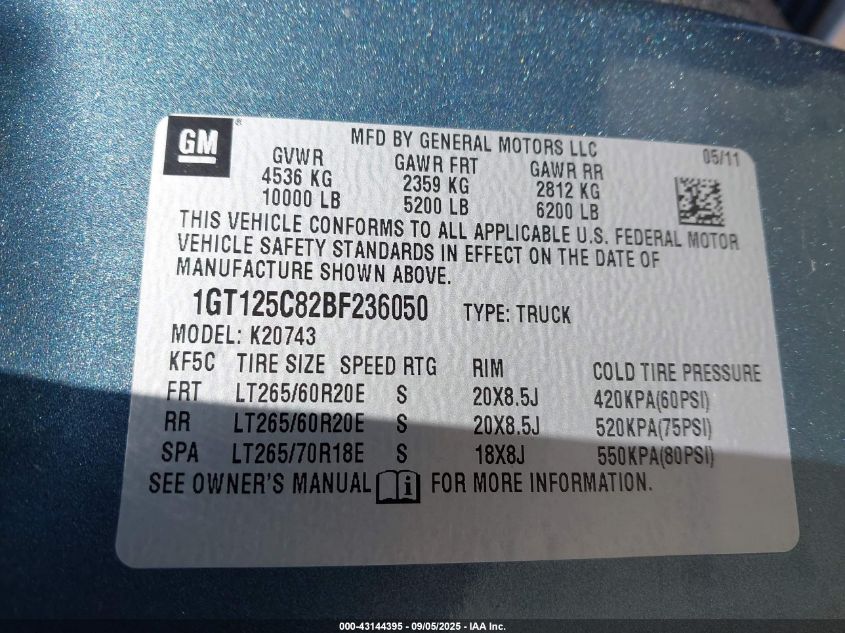 GM ®
MFD BY GENERAL MOTORS LLC
05/11
GVWR GAWR FRT GAWR RR
4536 KG 2359 KG 2812 KG
10000 LB 5200 LB 6200 LB
THIS VEHICLE CONFORMS TO ALL APPLICABLE U.S. FEDERAL MOTOR
VEHICLE SAFETY STANDARDS IN EFFECT ON THE DATE OF
MANUFACTURE SHOWN ABOVE.
1GT125C82BF236050 TYPE: TRUCK
MODEL: K20743
KF5C TIRE SIZE SPEED RTG RIM COLD TIRE PRESSURE
FRT LT265/60R20E S 20X8.5J 420KPA(60PSI)
RR LT265/60R20E S 20X8.5J 520KPA(75PSI)
SPA LT265/70R18E S 18X8J 550KPA(80PSI)
SEE OWNER'S MANUAL i FOR MORE INFORMATION.
000-43144395 - 09/05/2025 - IAA Inc.